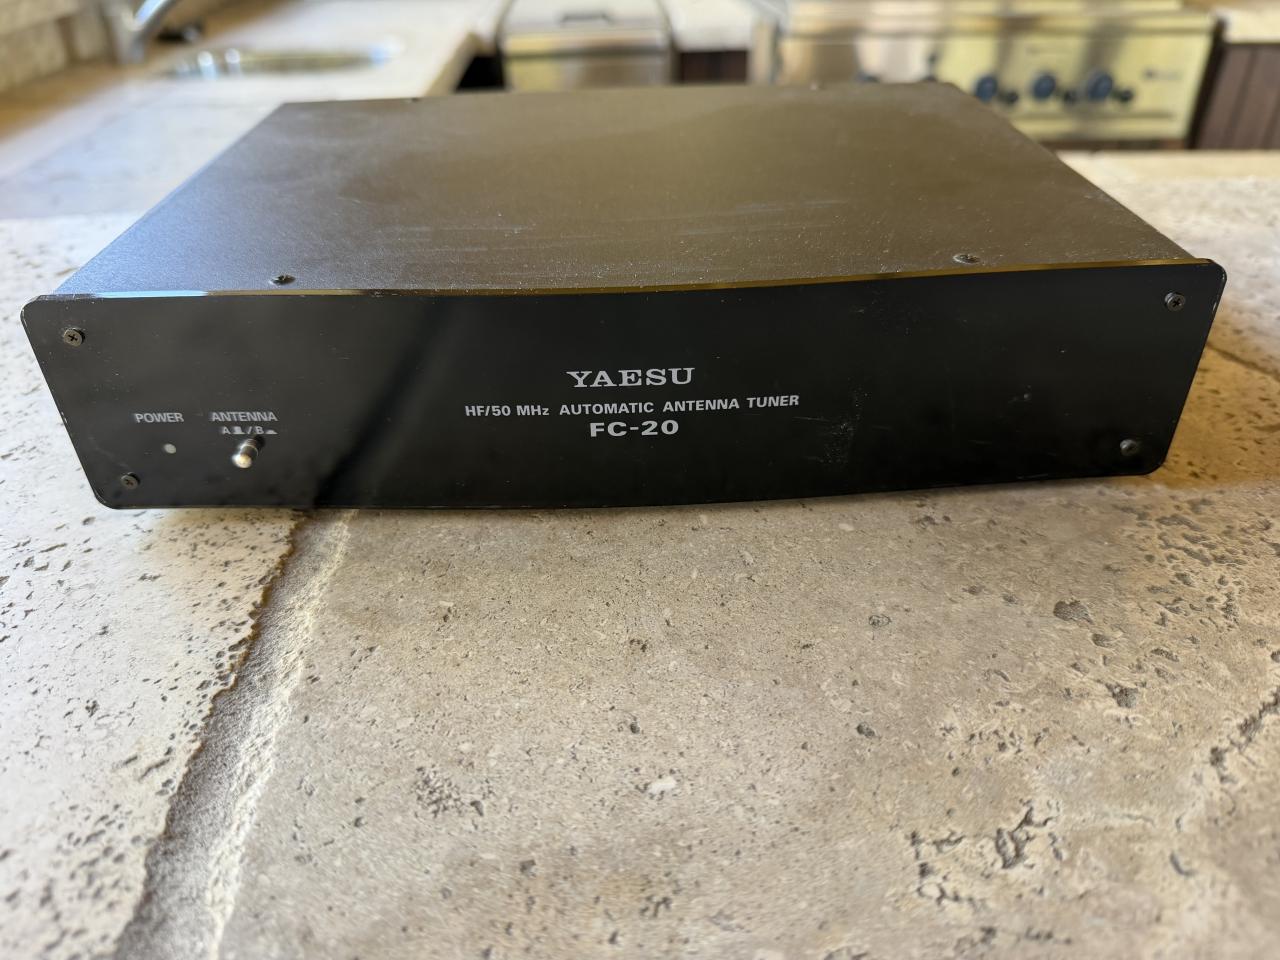 YAESU
HF/50 MHz AUTOMATIC ANTENNA TUNER
FC-20
POWER
ANTENNA
A / B